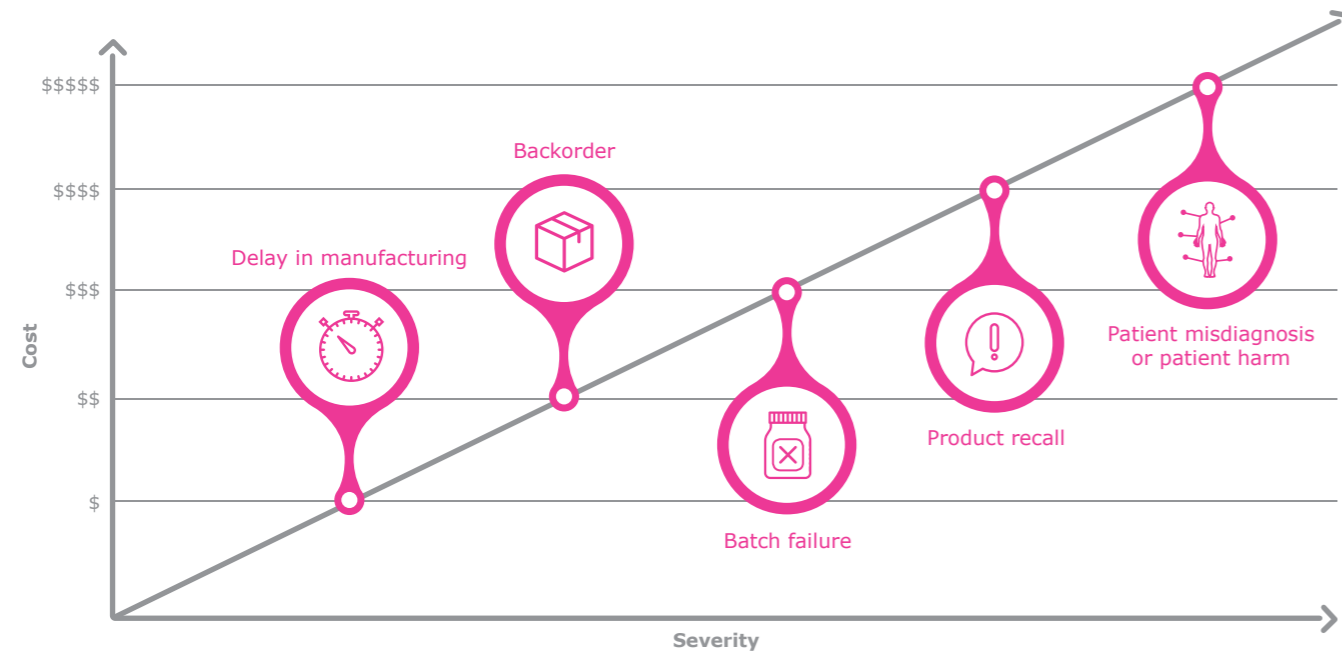 $$$$$
Backorder
$$$$
Delay in manufacturing
$$$
Cost
Patient misdiagnosis
or patient harm
$$
Product recall
$
Batch failure
Severity